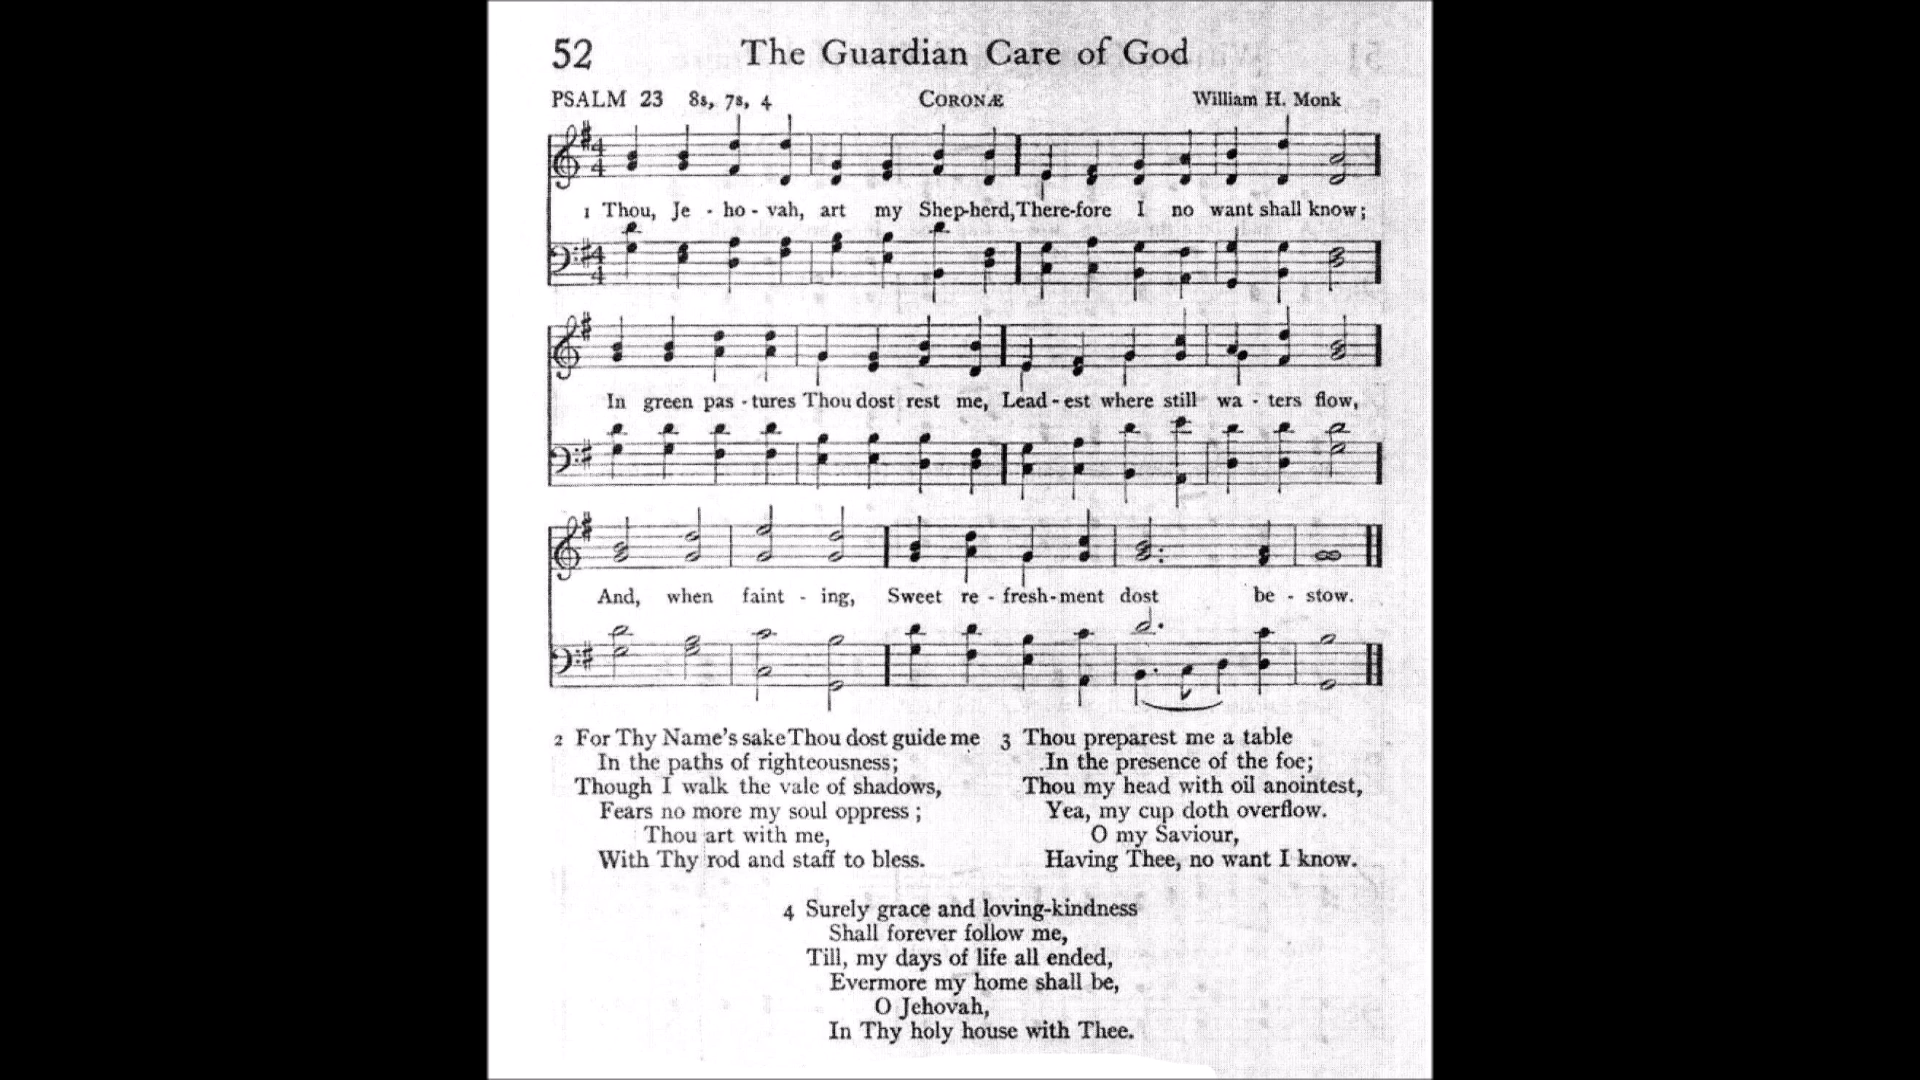 52 The Guardian Care of God
PSALM 23 8s, 7s, 4 CORONÆ William H. Monk
1 Thou, Je - ho - vah, art my Shep-herd, There-fore I no want shall know;
In green pas - tures Thou dost rest me, Lead - est where still wa - ters flow,
And, when faint - ing, Sweet re - fresh-ment dost be - stow.
2 For Thy Name's sake Thou dost guide me
In the paths of righteousness;
Though I walk the vale of shadows,
Fears no more my soul oppress;
Thou art with me,
With Thy rod and staff to bless.
3 Thou preparest me a table
In the presence of the foe;
Thou my head with oil anointest,
Yea, my cup doth overflow.
O my Saviour,
Having Thee, no want I know.
4 Surely grace and loving-kindness
Shall forever follow me,
Till, my days of life all ended,
Evermore my home shall be,
O Jehovah,
In Thy holy house with Thee.